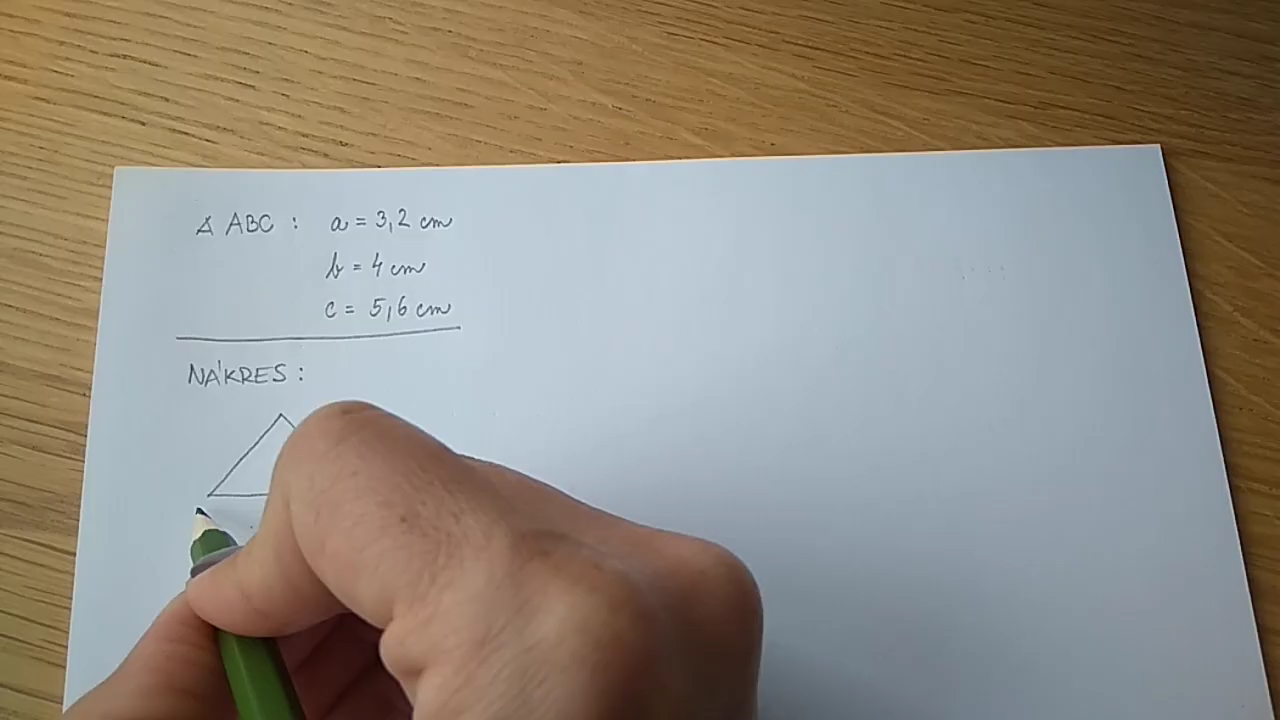 ∆ ABC : a = 3,2 cm
b = 4 cm
c = 5,6 cm
NÁKRES :